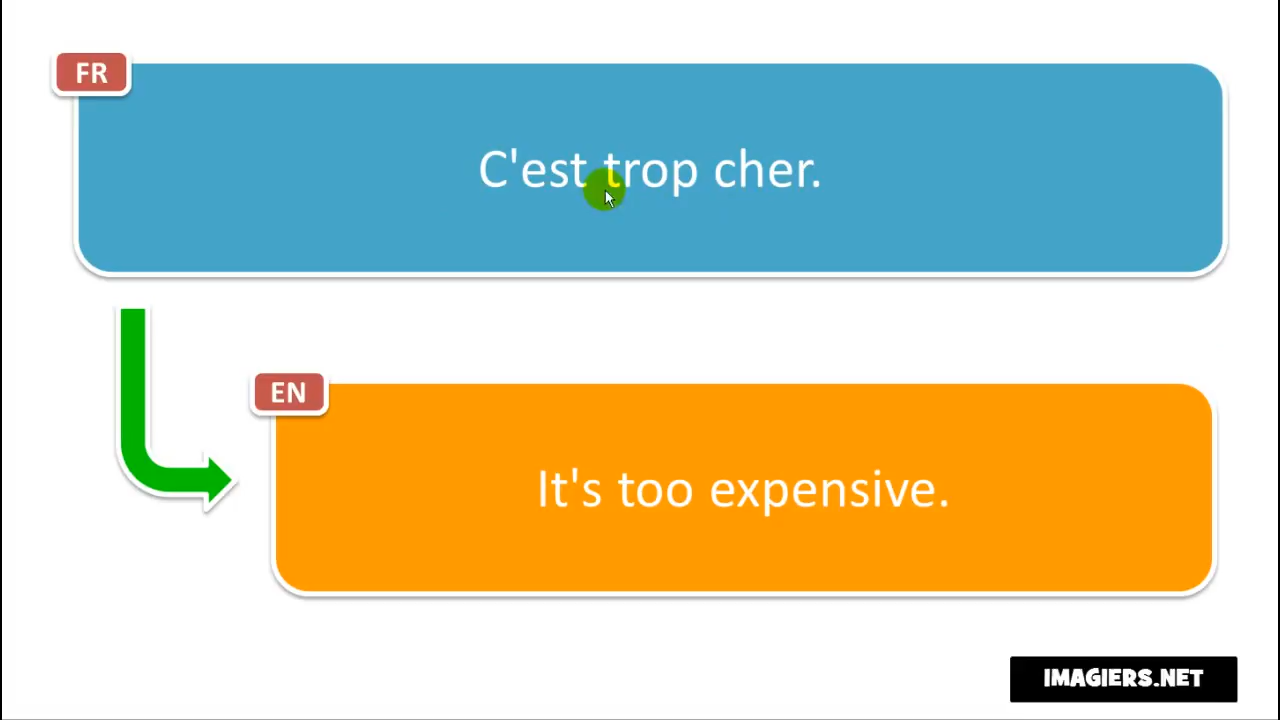 FR
C'est trop cher.
EN
It's too expensive.
IMAGIERS.NET